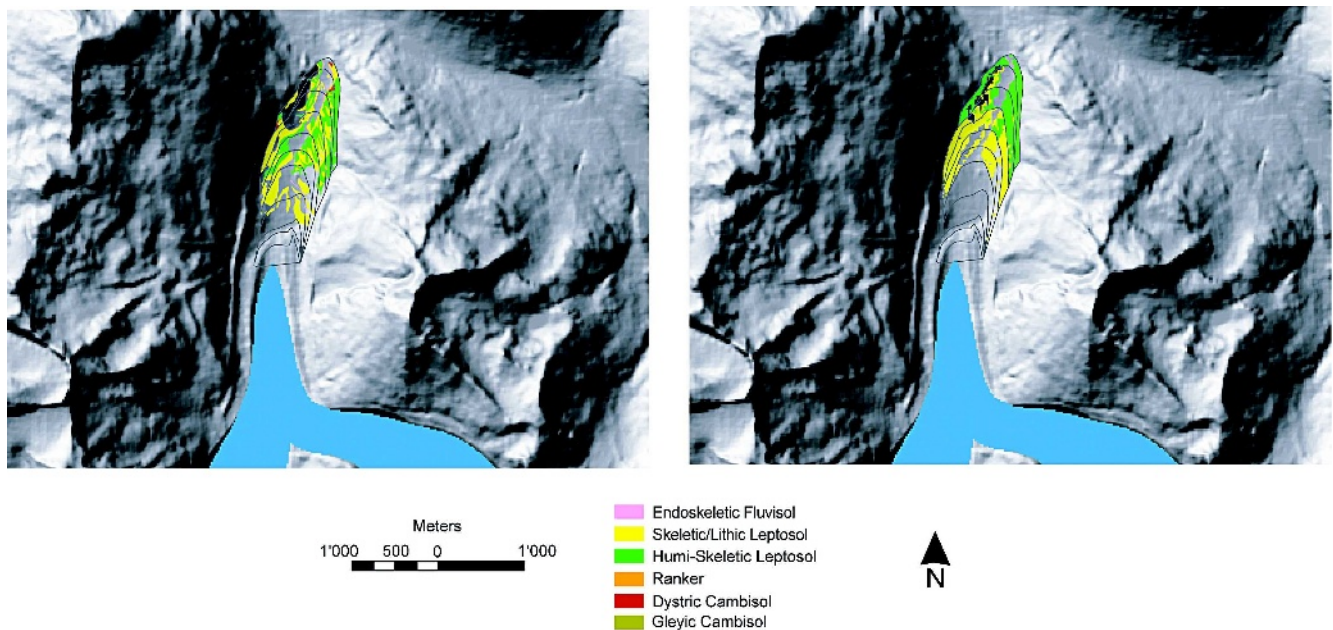 Meters
1'000 500 0 1'000
Endoskeletic Fluvisol
Skeletic/Lithic Leptosol
Humi-Skeletic Leptosol
Ranker
Dystric Cambisol
Gleyic Cambisol
N